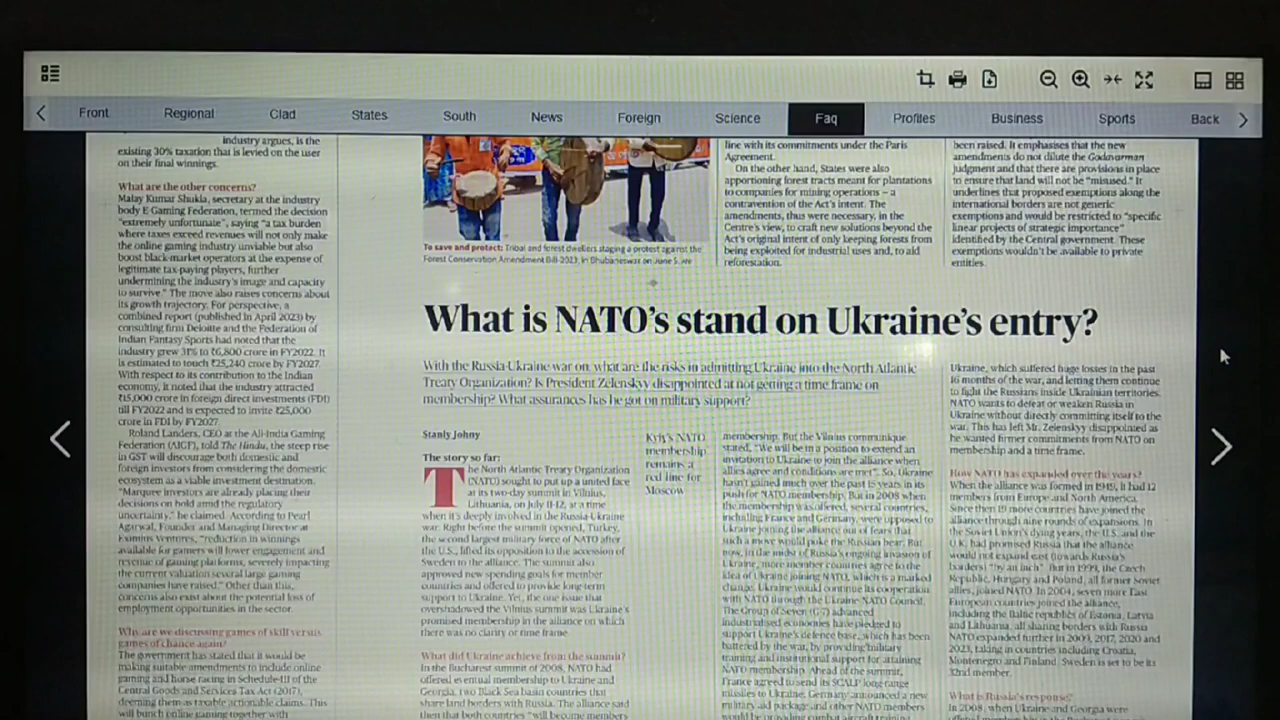 Front Regional Clad States South News Foreign Science Faq Profiles Business Sports Back
industry argues, is the
existing 30% taxation that is levied on the user
on their final winnings.
What are the other concerns?
Malay Kumar Shukla, secretary at the industry
body E-Gaming Federation, termed the decision
"extremely unfortunate", saying "a tax burden
where taxes exceed revenues will not only make
the online gaming industry unviable but also
boost black-market operators at the expense of
legitimate tax-paying players, further
undermining the industry's image and capacity
to survive." The move also raises concerns about
its growth trajectory. For perspective, a
combined report (published in April 2023) by
consulting firm Deloitte and the Federation of
Indian Fantasy Sports had noted that the
industry grew 31% to ₹6,800 crore in FY2022. It
is estimated to touch ₹25,240 crore by FY2027.
With respect to its contribution to the Indian
economy, it noted that the industry attracted
₹15,000 crore in foreign direct investments (FDI)
till FY2022 and is expected to invite ₹25,000
crore in FDI by FY2027.
Roland Landers, CEO at the All-India Gaming
Federation (AIGF), told The Hindu, the steep rise
in GST will discourage both domestic and
foreign investors from considering the domestic
ecosystem as a viable investment destination.
"Marquee investors are already placing their
decisions on hold amid the regulatory
uncertainty," he claimed. According to Pearl
Agarwal, Founder and Managing Director at
Eximius Ventures, "reduction in winnings
available for gamers will lower engagement and
revenue of gaming platforms, severely impacting
the current valuation several large gaming
companies have raised." Other than this,
concerns also exist about the potential loss of
employment opportunities in the sector.
Why are we discussing games of skill versus
games of chance again?
The government has stated that it would be
making suitable amendments to include online
gaming and horse racing in Schedule-III of the
Central Goods and Services Tax Act (2017),
deeming them as taxable actionable claims. This
will bunch online gaming together with
To save and protect: Tribal and forest dwellers staging a protest against the
Forest Conservation Amendment Bill-2023, in Bhubaneswar on June 5.
line with its commitments under the Paris
Agreement.
On the other hand, States were also
apportioning forest tracts meant for plantations
to companies for mining operations – a
contravention of the Act's intent. The
amendments, thus were necessary, in the
Centre's view, to craft new solutions beyond the
Act's original intent of only keeping forests from
being exploited for industrial uses and, to aid
reforestation.
been raised. It emphasises that the new
amendments do not dilute the Godavarman
judgment and that there are provisions in place
to ensure that land will not be "misused." It
underlines that proposed exemptions along the
international borders are not generic
exemptions and would be restricted to "specific
linear projects of strategic importance"
identified by the Central government. These
exemptions wouldn't be available to private
entities.
What is NATO's stand on Ukraine's entry?
With the Russia-Ukraine war on, what are the risks in admitting Ukraine into the North Atlantic
Treaty Organization? Is President Zelenskyy disappointed at not getting a time frame on
membership? What assurances has he got on military support?
Stanly Johny
The story so far:
The North Atlantic Treaty Organization
(NATO) sought to put up a united face
at its two-day summit in Vilnius,
Lithuania, on July 11-12, at a time
when it's deeply involved in the Russia-Ukraine
war. Right before the summit opened, Turkey,
the second largest military force of NATO after
the U.S., lifted its opposition to the accession of
Sweden to the alliance. The summit also
approved new spending goals for member
countries and offered to provide long-term
support to Ukraine. Yet, the one issue that
overshadowed the Vilnius summit was Ukraine's
promised membership in the alliance on which
there was no clarity or time frame.
What did Ukraine achieve from the summit?
In the Bucharest summit of 2008, NATO had
offered eventual membership to Ukraine and
Georgia, two Black Sea basin countries that
share land borders with Russia. The alliance said
then that both countries "will become members
Kyiv's NATO
membership
remains a
red line for
Moscow
membership. But the Vilnius communique
stated, "We will be in a position to extend an
invitation to Ukraine to join the alliance when
allies agree and conditions are met". So, Ukraine
hasn't gained much over the past 15 years in its
push for NATO membership. But in 2008 when
the membership was offered, several countries,
including France and Germany, were opposed to
Ukraine joining the alliance out of fear that
such a move would poke the Russian bear. But
now, in the midst of Russia's ongoing invasion of
Ukraine, more member countries agree to the
idea of Ukraine joining NATO, which is a marked
change. Ukraine would continue its cooperation
with NATO through the Ukraine-NATO Council.
The Group of Seven (G-7) advanced
industrialised economies have pledged to
support Ukraine's defence base, which has been
battered by the war, by providing military
training and institutional support for attaining
NATO membership. Ahead of the summit,
France agreed to send its SCALP long-range
missiles to Ukraine. Germany announced a new
military aid package and other NATO members
would be providing combat aircraft training
Ukraine, which suffered huge losses in the past
16 months of the war, and letting them continue
to fight the Russians inside Ukrainian territories.
NATO wants to defeat or weaken Russia in
Ukraine without directly committing itself to the
war. This has left Mr. Zelenskyy disappointed as
he wanted firmer commitments from NATO on
membership and a time frame.
How NATO has expanded over the years?
When the alliance was formed in 1949, it had 12
members from Europe and North America.
Since then 19 more countries have joined the
alliance through nine rounds of expansions. In
the Soviet Union's dying years, the U.S. and the
U.K. had promised Russia that the alliance
would not expand east (towards Russia's
borders) "by an inch". But in 1999, the Czech
Republic, Hungary and Poland, all former Soviet
allies, joined NATO. In 2004, seven more East
European countries joined the alliance,
including the Baltic republics of Estonia, Latvia
and Lithuania, all sharing borders with Russia.
NATO expanded further in 2009, 2017, 2020 and
2023, taking in countries including Croatia,
Montenegro and Finland. Sweden is set to be its
32nd member.
What is Russia's response?
In 2008, when Ukraine and Georgia were